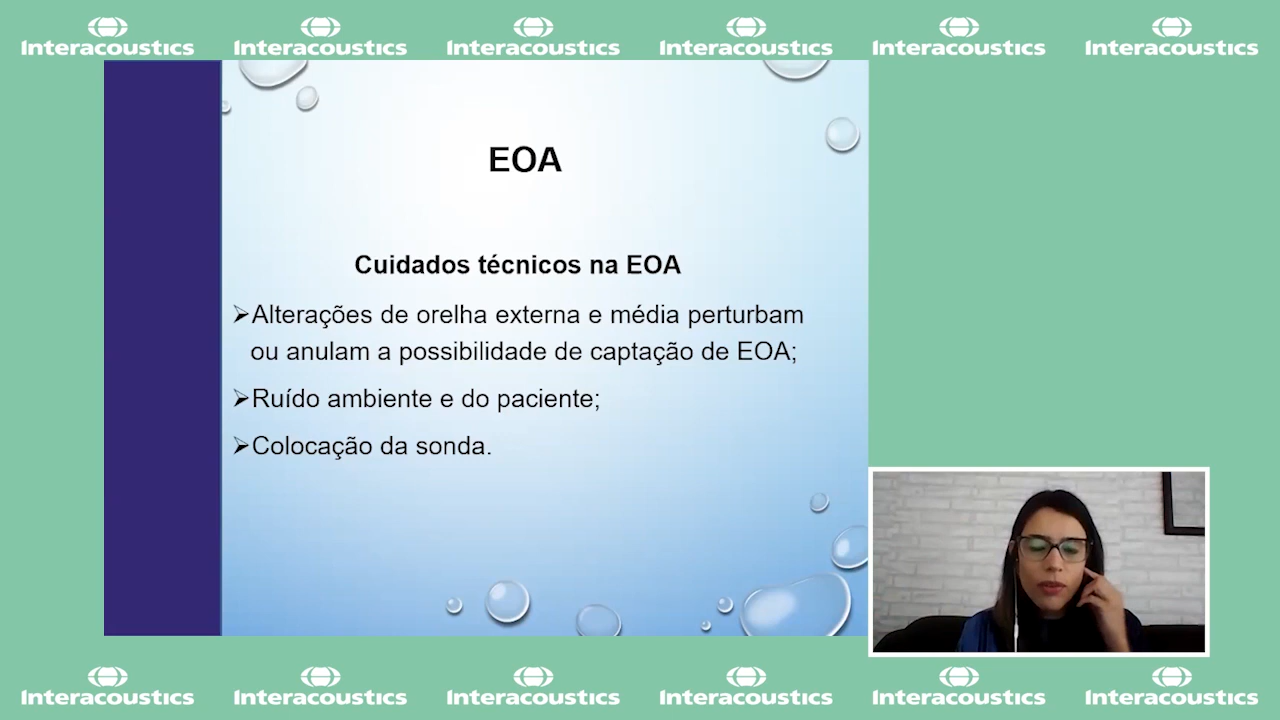 Interacoustics Interacoustics Interacoustics Interacoustics Interacoustics Interacoustics
EOA
Cuidados técnicos na EOA
➢Alterações de orelha externa e média perturbam
ou anulam a possibilidade de captação de EOA;
➢Ruído ambiente e do paciente;
➢Colocação da sonda.
Interacoustics Interacoustics Interacoustics Interacoustics Interacoustics Interacoustics